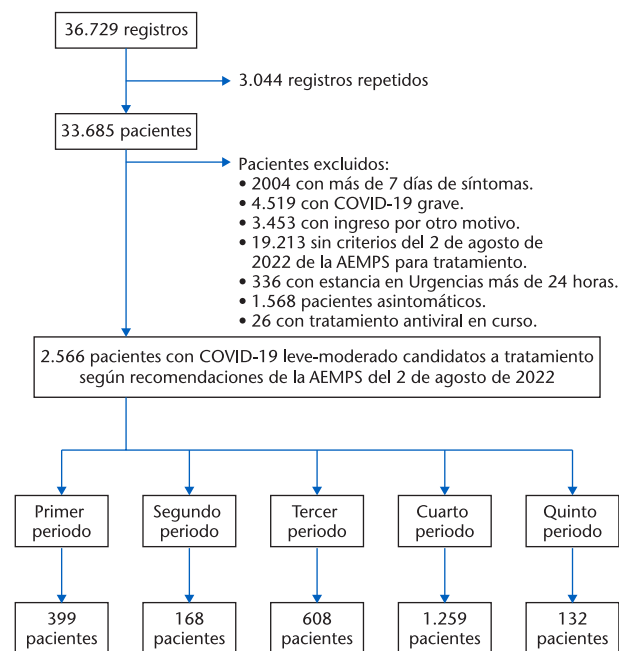 36.729 registros
3.044 registros repetidos
33.685 pacientes
Pacientes excluidos:
• 2004 con más de 7 días de síntomas.
• 4.519 con COVID-19 grave.
• 3.453 con ingreso por otro motivo.
• 19.213 sin criterios del 2 de agosto de
2022 de la AEMPS para tratamiento.
• 336 con estancia en Urgencias más de 24 horas.
• 1.568 pacientes asintomáticos.
• 26 con tratamiento antiviral en curso.
2.566 pacientes con COVID-19 leve-moderado candidatos a tratamiento
según recomendaciones de la AEMPS del 2 de agosto de 2022
Primer
periodo
Segundo
periodo
Tercer
periodo
Cuarto
periodo
Quinto
periodo
399
pacientes
168
pacientes
608
pacientes
1.259
pacientes
132
pacientes